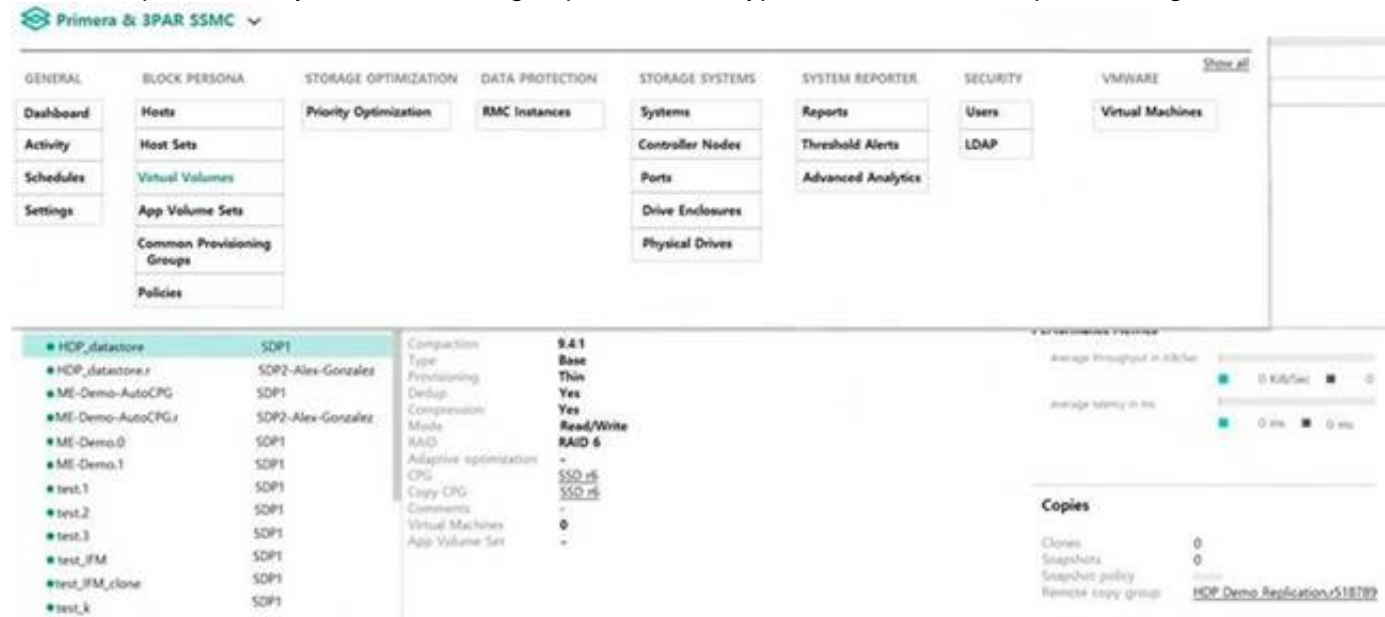 Primera & 3PAR SSMC
Show all
GENERAL BLOCK PERSONA STORAGE OPTIMIZATION DATA PROTECTION STORAGE SYSTEMS SYSTEM REPORTER SECURITY VMWARE
Dashboard Hosts Priority Optimization RMC Instances Systems Reports Users Virtual Machines
Activity Host Sets Controller Nodes Threshold Alerts LDAP
Schedules Virtual Volumes Ports Advanced Analytics
Settings App Volume Sets Drive Enclosures
Common Provisioning Physical Drives
Groups
Policies
HDP_datastore SDP1 Compaction 9.4:1
HDP_datastore.r SDP2-Alex-Gonzalez Type Base
Provisioning Thin
ME-Demo-AutoCPG SDP1 Dedup Yes
ME-Demo-AutoCPG.r SDP2-Alex-Gonzalez Compression Yes
Mode Read/Write
ME-Demo.0 SDP1 RAID RAID 6
ME-Demo.1 SDP1 Adaptive optimization -
test.1 SDP1 CPG SSD r6
Copy CPG SSD r6
test.2 SDP1 Comments -
test.3 SDP1 Virtual Machines 0
App Volume Set -
test_IFM SDP1
test_IFM_clone SDP1
test_k SDP1
Performance Metrics
Average throughput in KiB/Sec
0 KiB/Sec 0
Average latency in ms
0 ms 0 ms
Copies
Clones 0
Snapshots 0
Snapshot policy
Remote copy group HDP_Demo_Replication.r518789